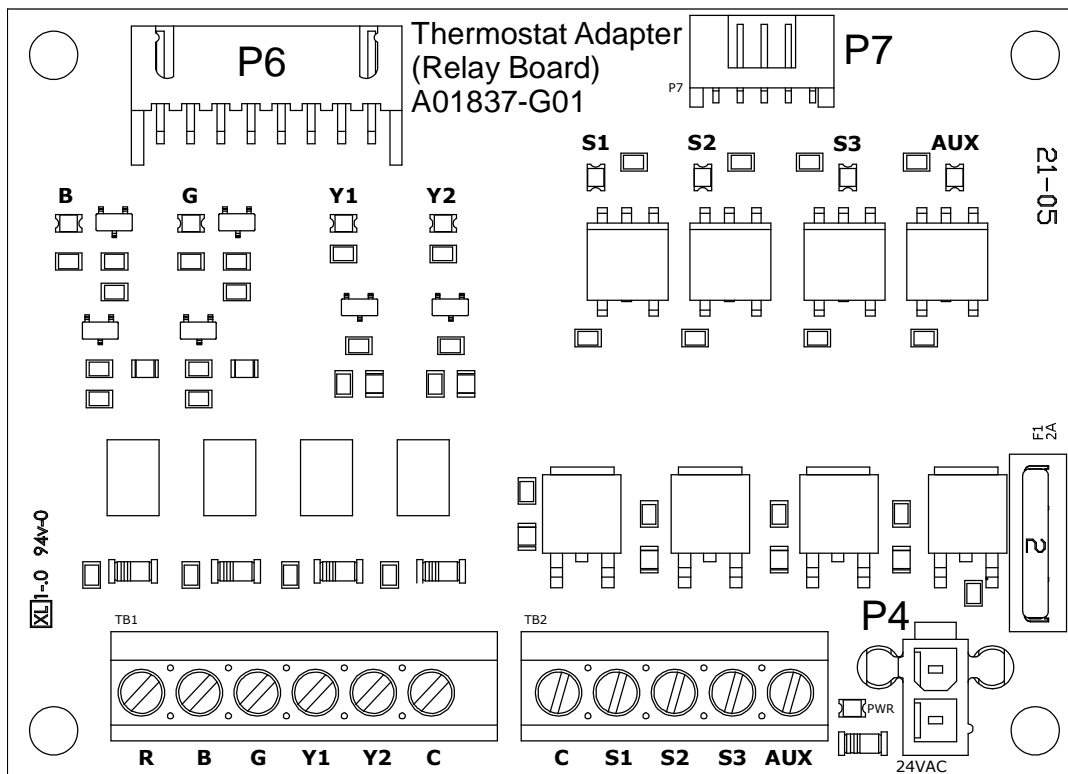 Thermostat Adapter
(Relay Board)
A01837-G01
P6
P7
P7
S1 S2 S3 AUX
21-05
B G Y1 Y2
F1
2A
2
XL 1-.0 94v-0
P4
TB1
TB2
PWR
R B G Y1 Y2 C
C S1 S2 S3 AUX
24VAC